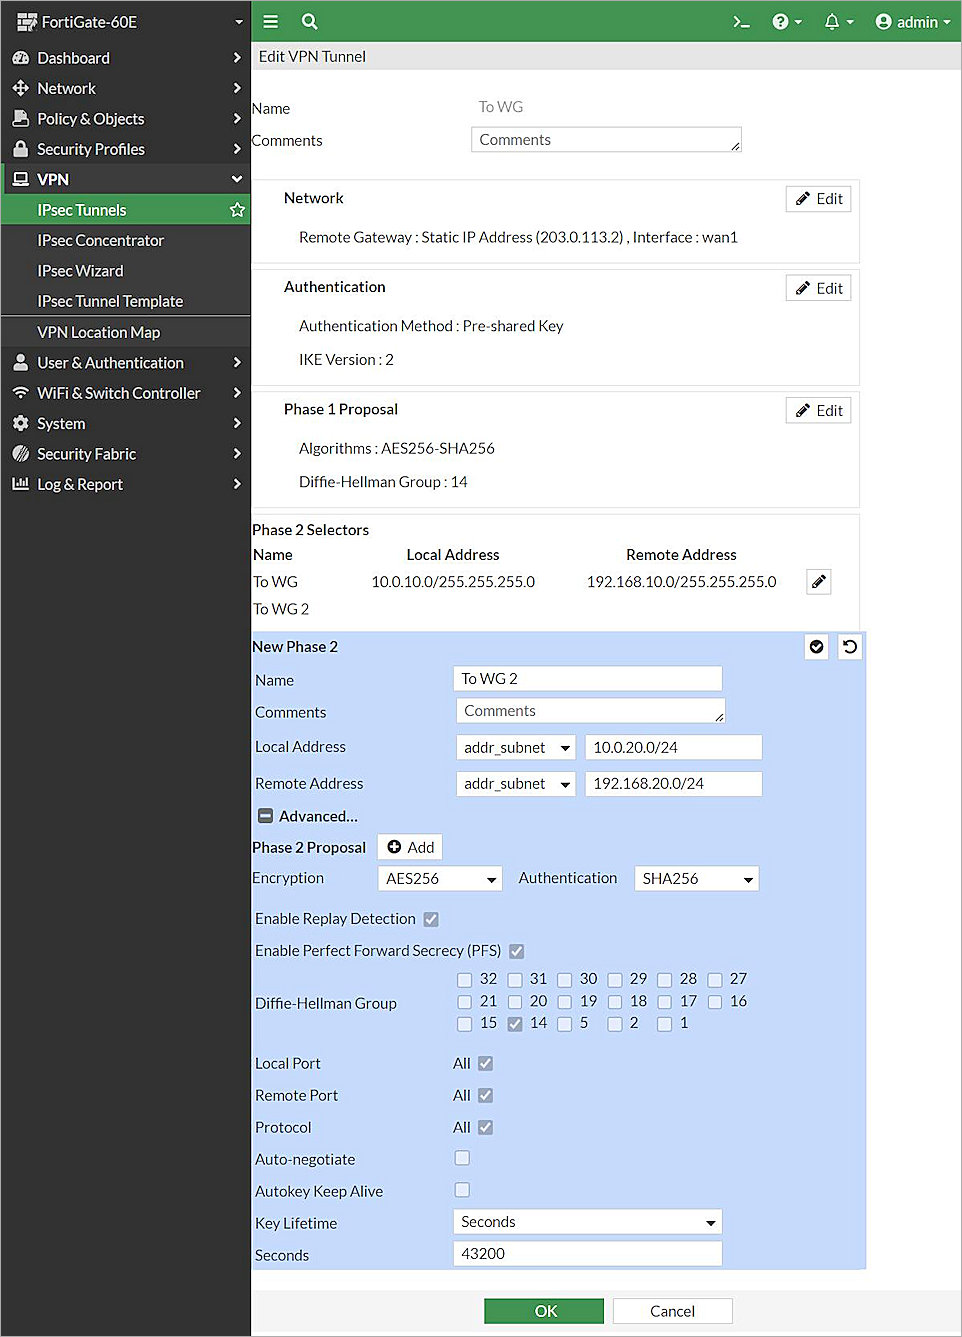 FortiGate-60E
admin
Dashboard
Network
Policy & Objects
Security Profiles
VPN
IPsec Tunnels
IPsec Concentrator
IPsec Wizard
IPsec Tunnel Template
VPN Location Map
User & Authentication
WiFi & Switch Controller
System
Security Fabric
Log & Report
Edit VPN Tunnel
Name To WG
Comments Comments
Network Edit
Remote Gateway : Static IP Address (203.0.113.2) , Interface : wan1
Authentication Edit
Authentication Method : Pre-shared Key
IKE Version : 2
Phase 1 Proposal Edit
Algorithms : AES256-SHA256
Diffie-Hellman Group : 14
Phase 2 Selectors
Name Local Address Remote Address
To WG 10.0.10.0/255.255.255.0 192.168.10.0/255.255.255.0
To WG 2
New Phase 2
Name To WG 2
Comments Comments
Local Address addr_subnet 10.0.20.0/24
Remote Address addr_subnet 192.168.20.0/24
Advanced...
Phase 2 Proposal Add
Encryption AES256 Authentication SHA256
Enable Replay Detection
Enable Perfect Forward Secrecy (PFS)
Diffie-Hellman Group
32 31 30 29 28 27
21 20 19 18 17 16
15 14 5 2 1
Local Port All
Remote Port All
Protocol All
Auto-negotiate
Autokey Keep Alive
Key Lifetime Seconds
Seconds 43200
OK Cancel